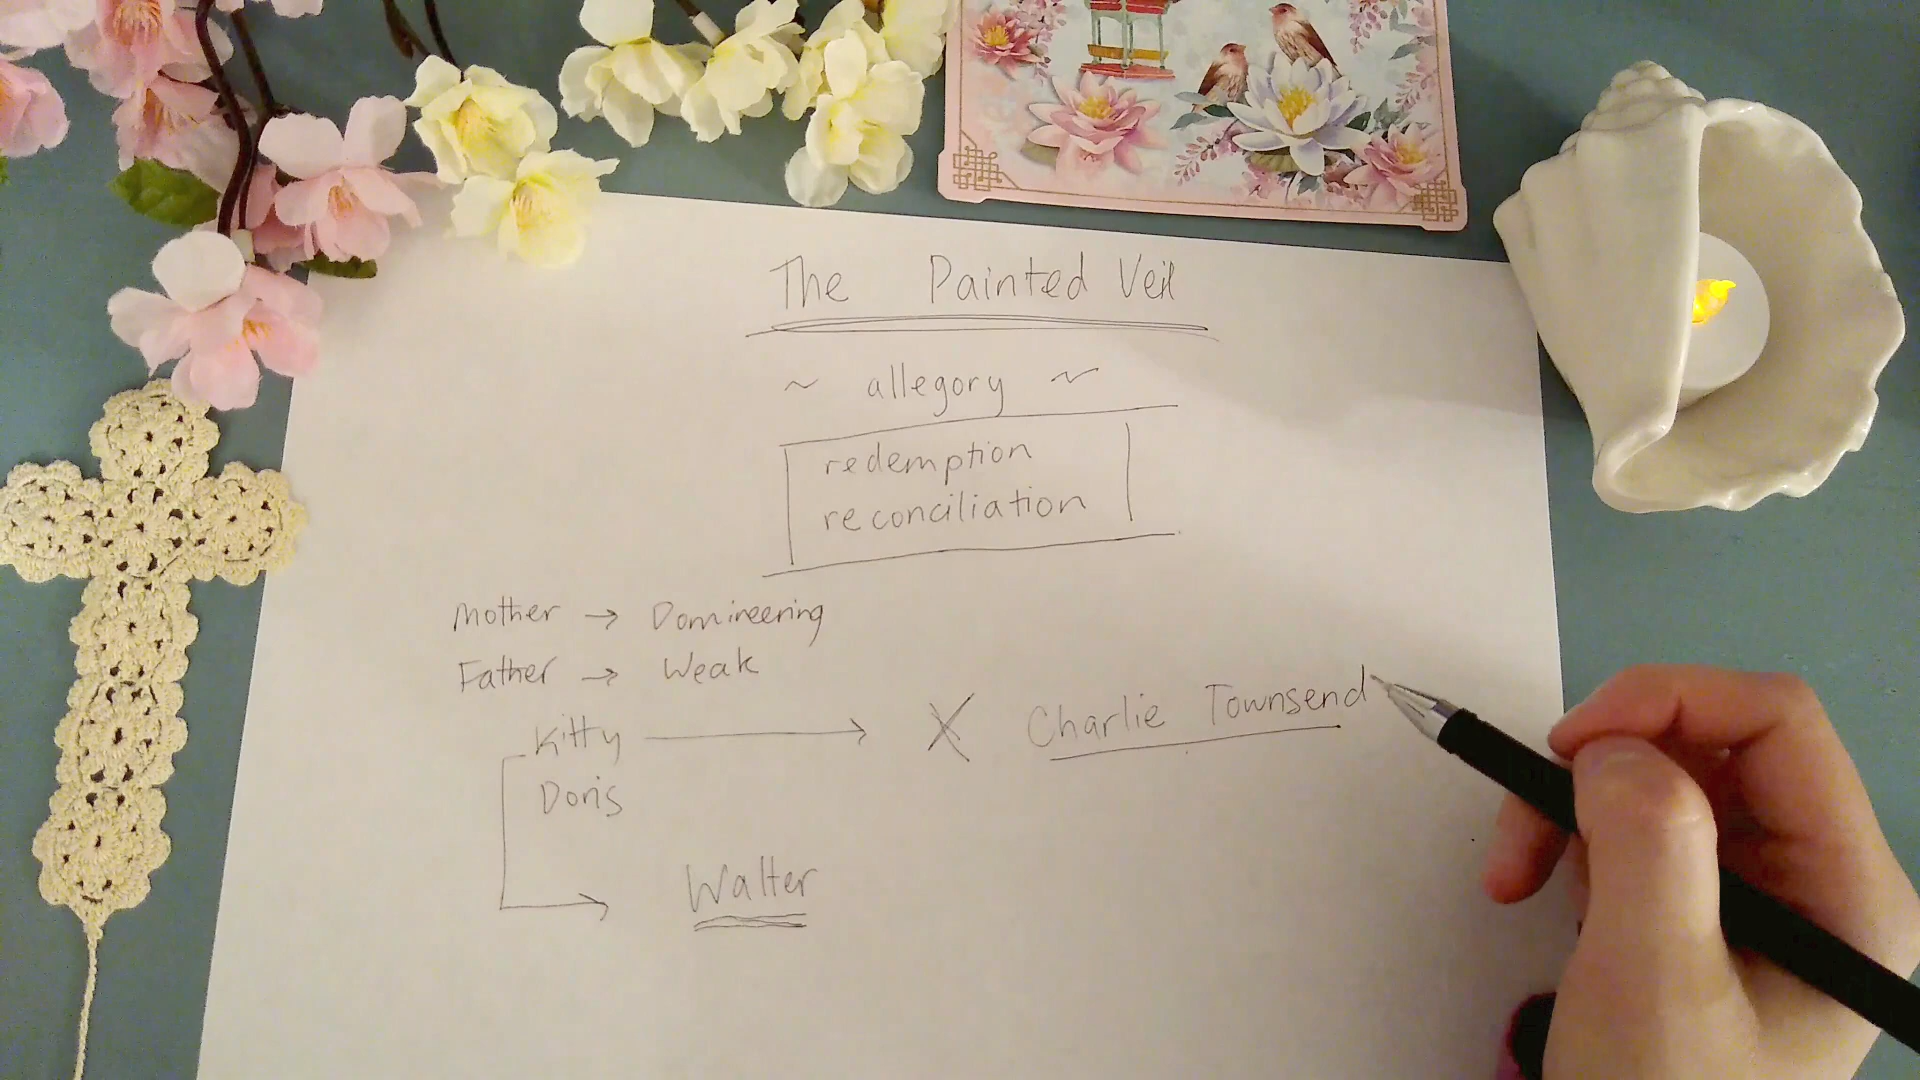 The Painted Veil
~ allegory ~
redemption
reconciliation
Mother → Domineering
Father → Weak
Kitty → X Charlie Townsend
Doris
→ Walter